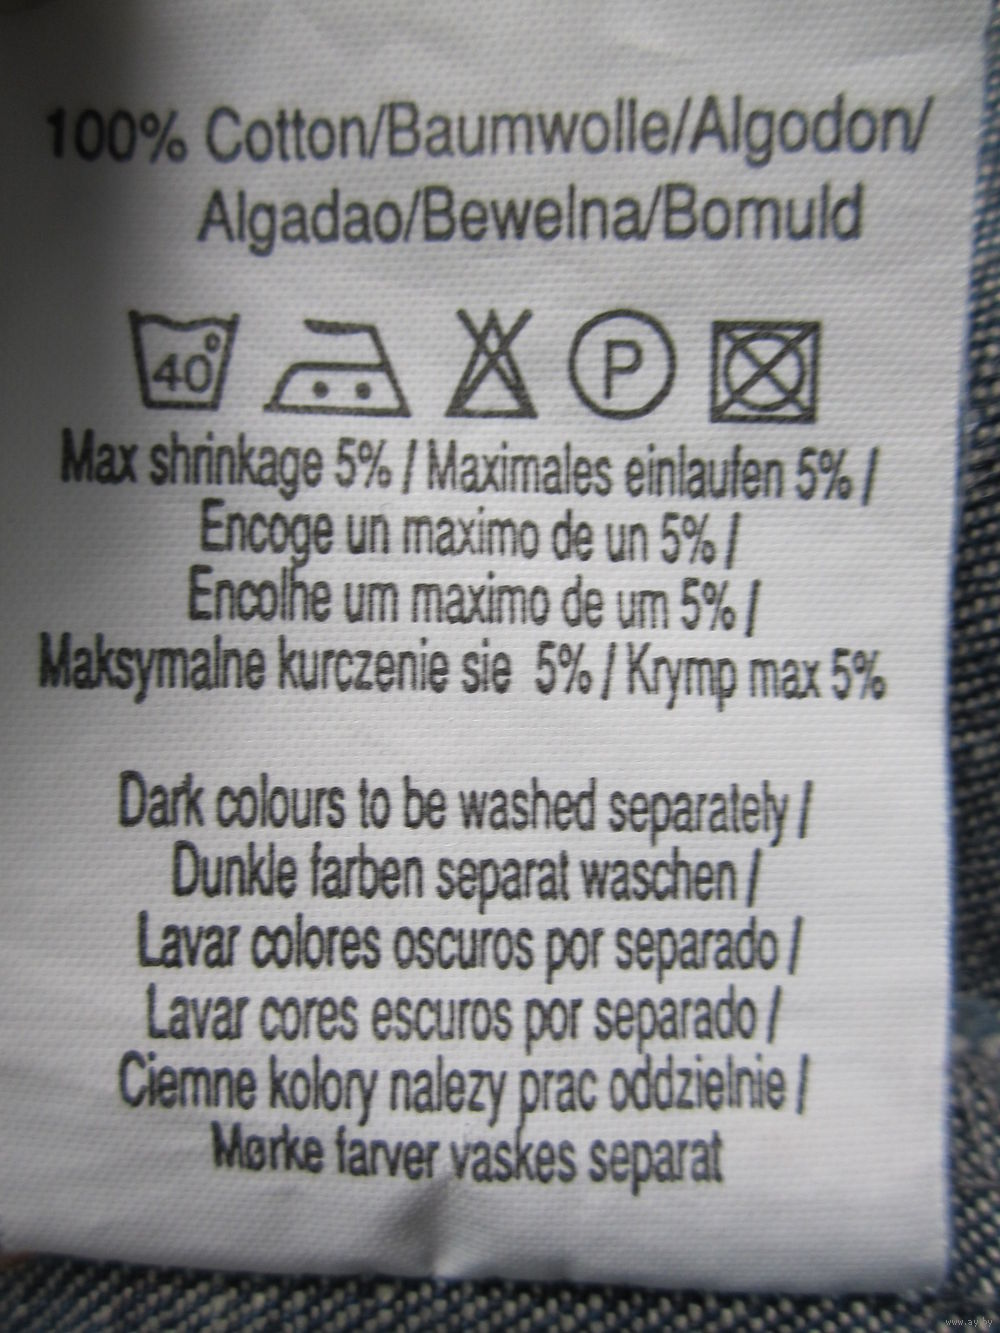 100% Cotton/Baumwolle/Algodon/
Algadao/Bewelna/Bomuld
40°
P
Max shrinkage 5% / Maximales einlaufen 5% /
Encoge un maximo de un 5% /
Encolhe um maximo de um 5% /
Maksymalne kurczenie sie 5% / Krymp max 5%
Dark colours to be washed separately /
Dunkle farben separat waschen /
Lavar colores oscuros por separado /
Lavar cores escuros por separado /
Ciemne kolory nalezy prac oddzielnie /
Mørke farver vaskes separat
www.ay.by